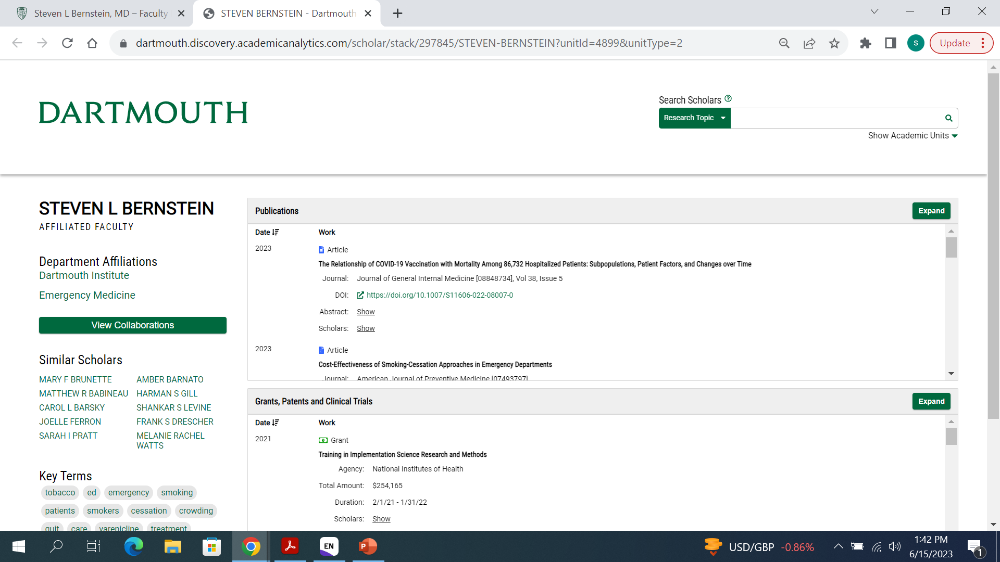 Steven L Bernstein, MD – Faculty
STEVEN BERNSTEIN - Dartmouth
dartmouth.discovery.academicanalytics.com/scholar/stack/297845/STEVEN-BERNSTEIN?unitId=4899&unitType=2
S
Update
DARTMOUTH
Search Scholars ?
Research Topic
Show Academic Units
STEVEN L BERNSTEIN
AFFILIATED FACULTY
Department Affiliations
Dartmouth Institute
Emergency Medicine
View Collaborations
Similar Scholars
MARY F BRUNETTE AMBER BARNATO
MATTHEW R BABINEAU HARMAN S GILL
CAROL L BARSKY SHANKAR S LEVINE
JOELLE FERRON FRANK S DRESCHER
SARAH I PRATT MELANIE RACHEL
WATTS
Key Terms
tobacco ed emergency smoking
patients smokers cessation crowding
quit care varenicline treatment
Publications Expand
Date Work
2023 Article
The Relationship of COVID-19 Vaccination with Mortality Among 86,732 Hospitalized Patients: Subpopulations, Patient Factors, and Changes over Time
Journal: Journal of General Internal Medicine [08848734], Vol 38, Issue 5
DOI: https://doi.org/10.1007/S11606-022-08007-0
Abstract: Show
Scholars: Show
2023 Article
Cost-Effectiveness of Smoking-Cessation Approaches in Emergency Departments
Journal: American Journal of Preventive Medicine [07493797]
Grants, Patents and Clinical Trials Expand
Date Work
2021 Grant
Training in Implementation Science Research and Methods
Agency: National Institutes of Health
Total Amount: $254,165
Duration: 2/1/21 - 1/31/22
Scholars: Show
EN
USD/GBP -0.86%
1:42 PM
6/15/2023
1